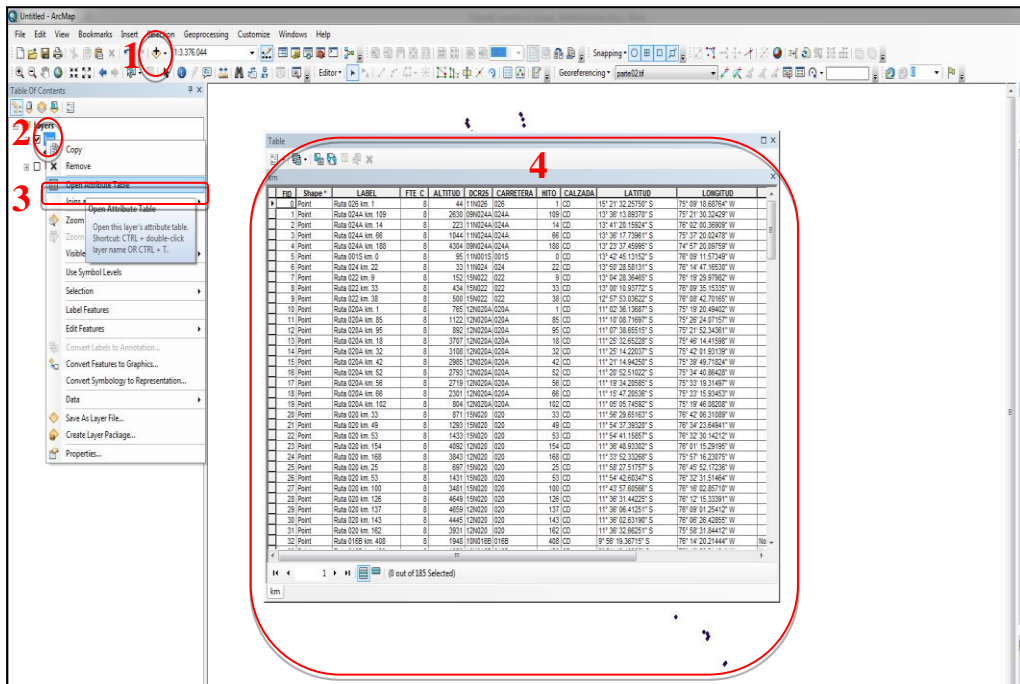 Untitled - ArcMap
File Edit View Bookmarks Insert Selection Geoprocessing Customize Windows Help
1
1:3.376.044
Snapping
Editor
Georeferencing
parte02.tif
Table Of Contents
2
Layers
Copy
Remove
3
Open Attribute Table
Open Attribute Table
Open this layer's attribute table.
Shortcut: CTRL + double-click
layer name OR CTRL + T.
Zoom
Zoom
Visible
Use Symbol Levels
Selection
Label Features
Edit Features
Convert Labels to Annotation...
Convert Features to Graphics...
Convert Symbology to Representation...
Data
Save As Layer File...
Create Layer Package...
Properties...
Table
4
km
FID Shape * LABEL FTE_C ALTITUD DCR26 CARRETERA HITO CALZADA LATITUD LONGITUD
0 Point Ruta 026 km. 1 8 44 11N026 026 1 CD 15° 21' 32.25750" S 75° 09' 18.68764" W
1 Point Ruta 024A km. 109 8 2630 09N024A 024A 109 CD 13° 36' 13.89370" S 75° 21' 30.32429" W
2 Point Ruta 024A km. 14 8 223 11N024A 024A 14 CD 13° 41' 20.15924" S 76° 02' 00.36909" W
3 Point Ruta 024A km. 66 8 1044 11N024A 024A 66 CD 13° 36' 17.73961" S 75° 37' 20.02478" W
4 Point Ruta 024A km. 188 8 4304 09N024A 024A 188 CD 13° 23' 37.45995" S 74° 57' 20.09759" W
5 Point Ruta 001S km. 0 8 95 11N001S 001S 0 CD 13° 42' 45.13152" S 76° 09' 11.57349" W
6 Point Ruta 024 km. 22 8 33 11N024 024 22 CD 13° 50' 28.58131" S 76° 14' 47.16530" W
7 Point Ruta 022 km. 9 8 152 15N022 022 9 CD 13° 04' 28.36465" S 76° 19' 29.97982" W
8 Point Ruta 022 km. 33 8 434 15N022 022 33 CD 13° 00' 10.93772" S 76° 09' 35.15335" W
9 Point Ruta 022 km. 38 8 500 15N022 022 38 CD 12° 57' 53.03622" S 76° 08' 42.70165" W
10 Point Ruta 020A km. 1 8 765 12N020A 020A 1 CD 11° 02' 36.13687" S 75° 19' 20.49402" W
11 Point Ruta 020A km. 85 8 1122 12N020A 020A 85 CD 11° 10' 08.71697" S 75° 26' 24.07157" W
12 Point Ruta 020A km. 95 8 892 12N020A 020A 95 CD 11° 07' 38.65515" S 75° 21' 52.34361" W
13 Point Ruta 020A km. 18 8 3707 12N020A 020A 18 CD 11° 25' 32.65228" S 75° 46' 14.41598" W
14 Point Ruta 020A km. 32 8 3108 12N020A 020A 32 CD 11° 25' 14.22037" S 75° 42' 01.93139" W
15 Point Ruta 020A km. 42 8 2985 12N020A 020A 42 CD 11° 21' 14.94250" S 75° 39' 49.71824" W
16 Point Ruta 020A km. 52 8 2793 12N020A 020A 52 CD 11° 20' 52.51022" S 75° 34' 40.86428" W
17 Point Ruta 020A km. 56 8 2719 12N020A 020A 56 CD 11° 19' 34.20585" S 75° 33' 19.31497" W
18 Point Ruta 020A km. 66 8 2301 12N020A 020A 66 CD 11° 15' 47.20536" S 75° 33' 15.93453" W
19 Point Ruta 020A km. 102 8 804 12N020A 020A 102 CD 11° 05' 05.74592" S 75° 19' 46.08208" W
20 Point Ruta 020 km. 33 8 871 15N020 020 33 CD 11° 56' 29.65163" S 76° 42' 06.31089" W
21 Point Ruta 020 km. 49 8 1293 15N020 020 49 CD 11° 54' 37.39320" S 76° 34' 23.64941" W
22 Point Ruta 020 km. 53 8 1433 15N020 020 53 CD 11° 54' 41.15857" S 76° 32' 30.14212" W
23 Point Ruta 020 km. 154 8 4092 12N020 020 154 CD 11° 36' 48.93302" S 76° 01' 15.29195" W
24 Point Ruta 020 km. 168 8 3843 12N020 020 168 CD 11° 33' 52.33268" S 75° 57' 16.23075" W
25 Point Ruta 020 km. 25 8 697 15N020 020 25 CD 11° 58' 27.51757" S 76° 45' 52.17236" W
26 Point Ruta 020 km. 53 8 1431 15N020 020 53 CD 11° 54' 42.60347" S 76° 32' 31.51464" W
27 Point Ruta 020 km. 100 8 3481 15N020 020 100 CD 11° 43' 57.60566" S 76° 16' 02.85710" W
28 Point Ruta 020 km. 126 8 4649 15N020 020 126 CD 11° 36' 31.44225" S 76° 12' 15.33391" W
29 Point Ruta 020 km. 137 8 4659 12N020 020 137 CD 11° 36' 06.41251" S 76° 09' 01.25412" W
30 Point Ruta 020 km. 143 8 4445 12N020 020 143 CD 11° 36' 02.63190" S 76° 06' 26.42855" W
31 Point Ruta 020 km. 162 8 3931 12N020 020 162 CD 11° 36' 32.66251" S 75° 58' 31.84412" W
32 Point Ruta 016B km. 408 8 1948 10N016B 016B 408 CD 9° 56' 19.36715" S 76° 14' 20.21444" W No
1 (0 out of 185 Selected)
km